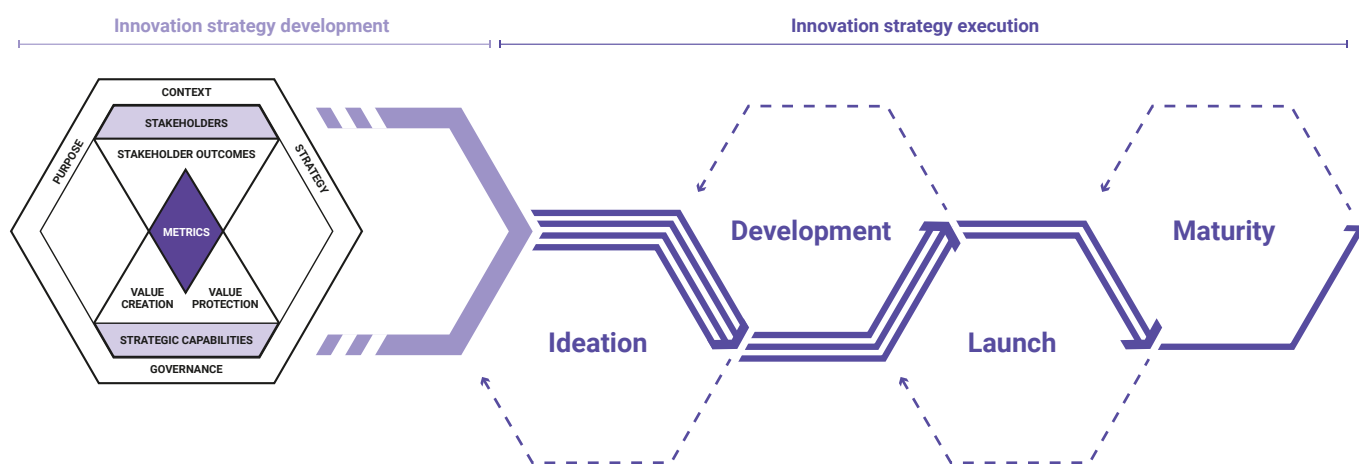 Innovation strategy development
Innovation strategy execution
CONTEXT
STAKEHOLDERS
PURPOSE
STRATEGY
STAKEHOLDER OUTCOMES
METRICS
VALUE
CREATION
VALUE
PROTECTION
STRATEGIC CAPABILITIES
GOVERNANCE
Ideation
Development
Launch
Maturity